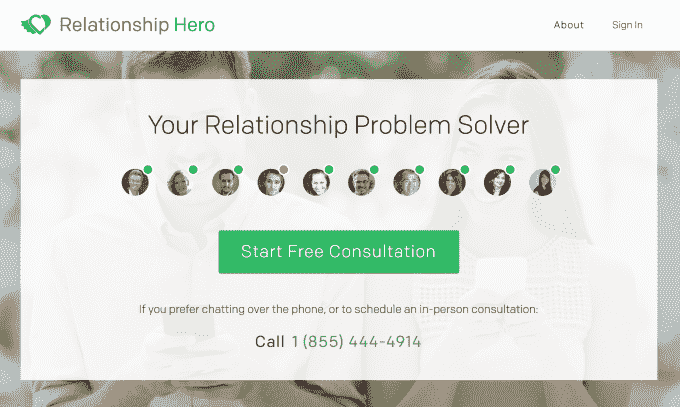 Relationship Hero
About
Sign In
Your Relationship Problem Solver
Start Free Consultation
If you prefer chatting over the phone, or to schedule an in-person consultation:
Call 1 (855) 444-4914